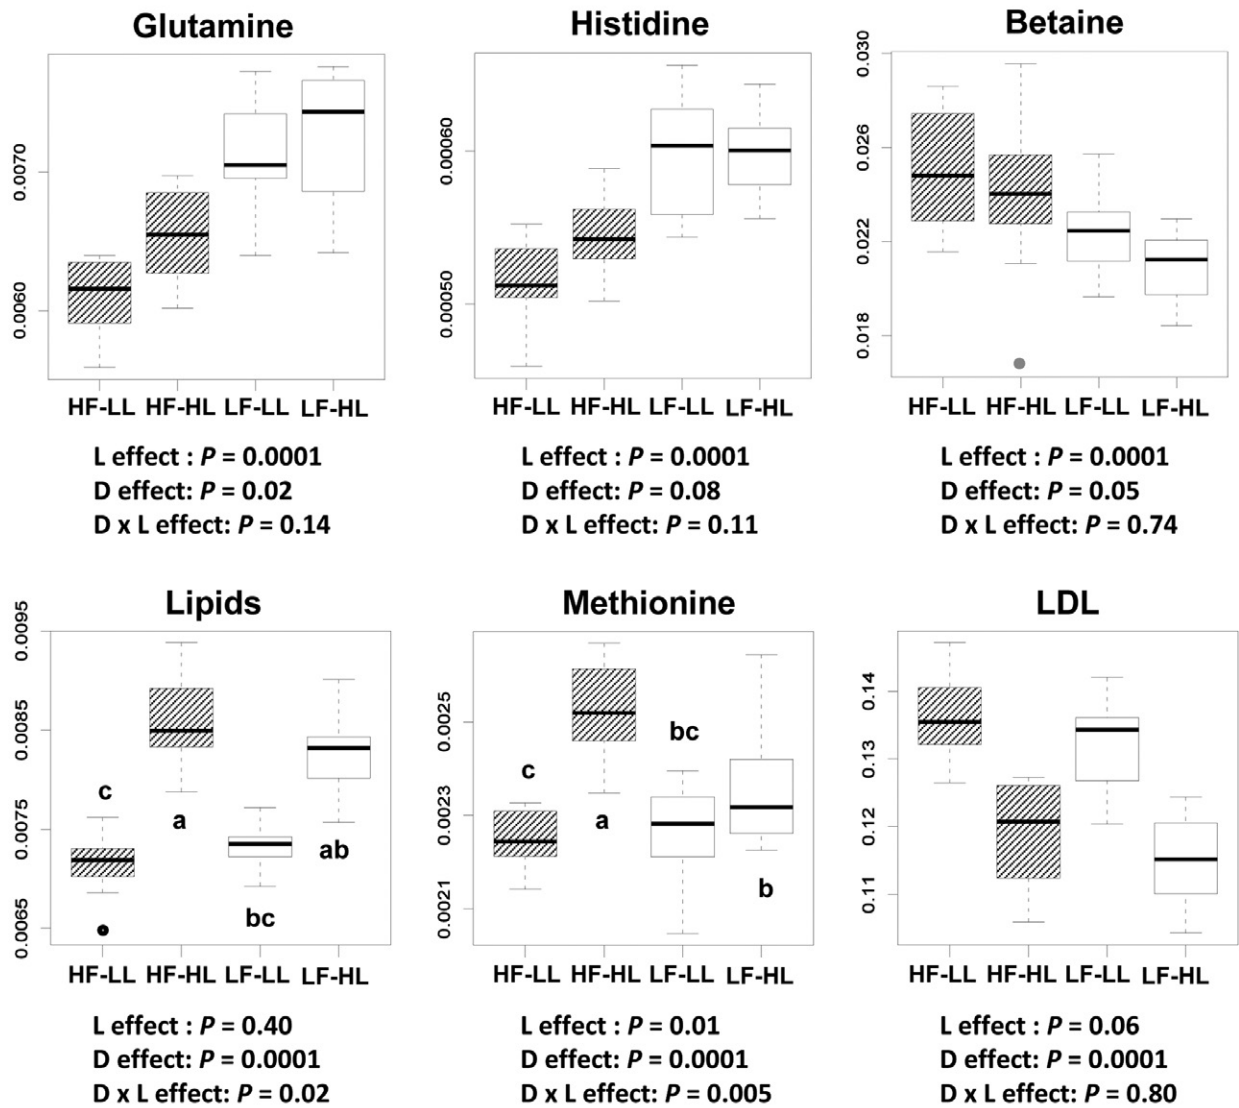 Glutamine
0.0070
0.0060
HF-LL HF-HL LF-LL LF-HL
L effect : P = 0.0001
D effect: P = 0.02
D x L effect: P = 0.14
Histidine
0.00060
0.00050
HF-LL HF-HL LF-LL LF-HL
L effect : P = 0.0001
D effect: P = 0.08
D x L effect: P = 0.11
Betaine
0.030
0.026
0.022
0.018
HF-LL HF-HL LF-LL LF-HL
L effect : P = 0.0001
D effect: P = 0.05
D x L effect: P = 0.74
Lipids
0.0095
0.0085
0.0075
0.0065
c
a
bc
ab
HF-LL HF-HL LF-LL LF-HL
L effect : P = 0.40
D effect: P = 0.0001
D x L effect: P = 0.02
Methionine
0.0025
0.0023
0.0021
c
a
bc
b
HF-LL HF-HL LF-LL LF-HL
L effect : P = 0.01
D effect: P = 0.0001
D x L effect: P = 0.005
LDL
0.14
0.13
0.12
0.11
HF-LL HF-HL LF-LL LF-HL
L effect : P = 0.06
D effect: P = 0.0001
D x L effect: P = 0.80